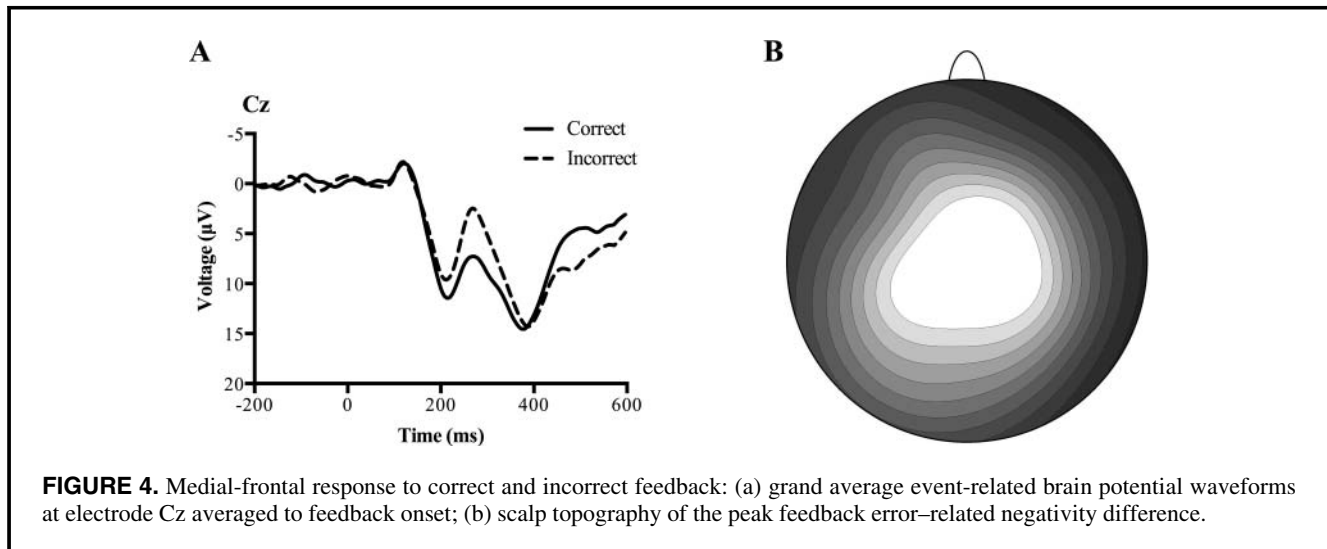 A
B
Cz
Correct
Incorrect
-5
0
5
10
15
20
Voltage (µV)
-200
0
200
400
600
Time (ms)
FIGURE 4. Medial-frontal response to correct and incorrect feedback: (a) grand average event-related brain potential waveforms
at electrode Cz averaged to feedback onset; (b) scalp topography of the peak feedback error–related negativity difference.